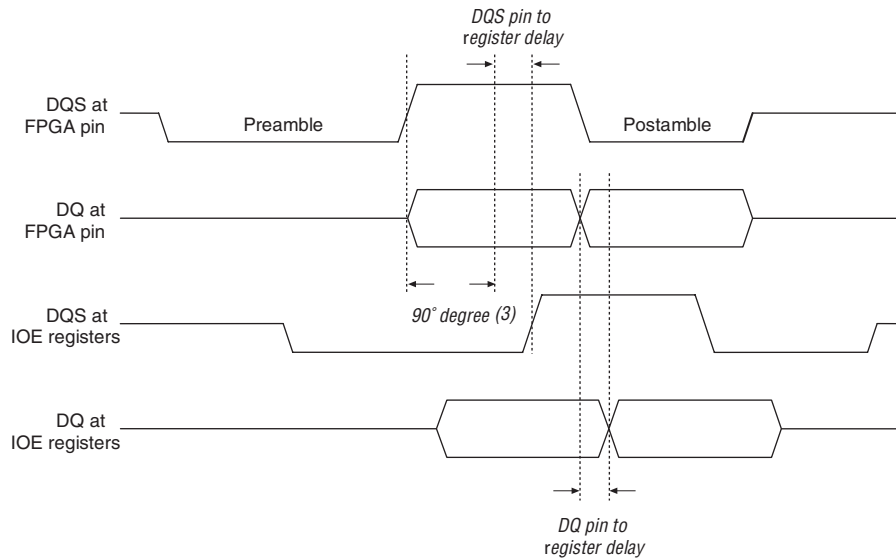 DQS pin to
register delay
DQS at
FPGA pin
Preamble
Postamble
DQ at
FPGA pin
90° degree (3)
DQS at
IOE registers
DQ at
IOE registers
DQ pin to
register delay